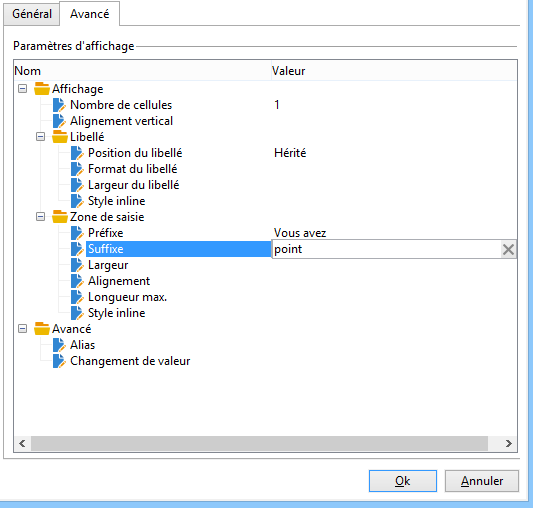 Général Avancé
Paramètres d'affichage
Nom Valeur
Affichage
Nombre de cellules 1
Alignement vertical
Libellé
Position du libellé Hérité
Format du libellé
Largeur du libellé
Style inline
Zone de saisie
Préfixe Vous avez
Suffixe point
Largeur
Alignement
Longueur max.
Style inline
Avancé
Alias
Changement de valeur
Ok Annuler